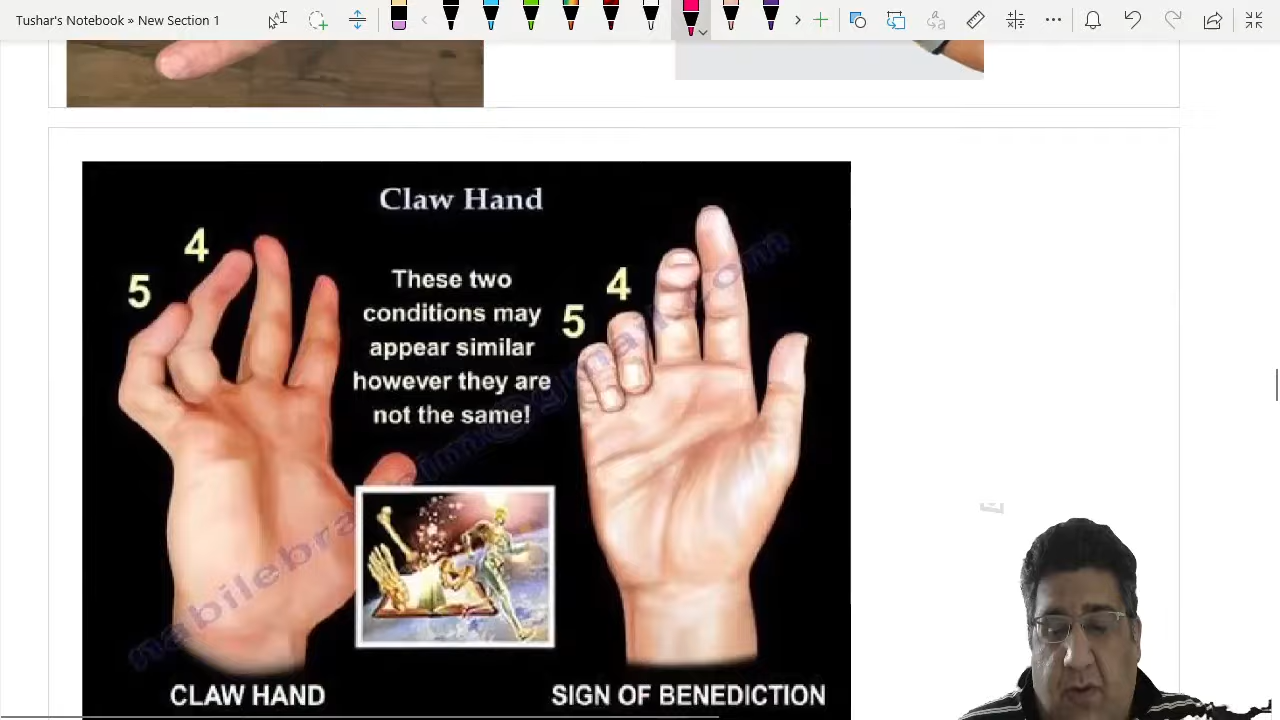 Tushar's Notebook » New Section 1
Claw Hand
4
5
These two
conditions may
appear similar
however they are
not the same!
4
5
CLAW HAND
SIGN OF BENEDICTION